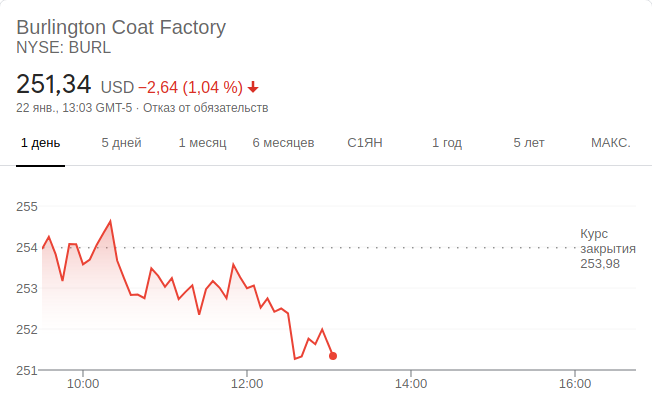 Burlington Coat Factory
NYSE: BURL
251,34 USD −2,64 (1,04 %)
22 янв., 13:03 GMT-5 · Отказ от обязательств
1 день 5 дней 1 месяц 6 месяцев С1ЯН 1 год 5 лет МАКС.
255
254
253
252
251
Курс
закрытия
253,98
10:00 12:00 14:00 16:00